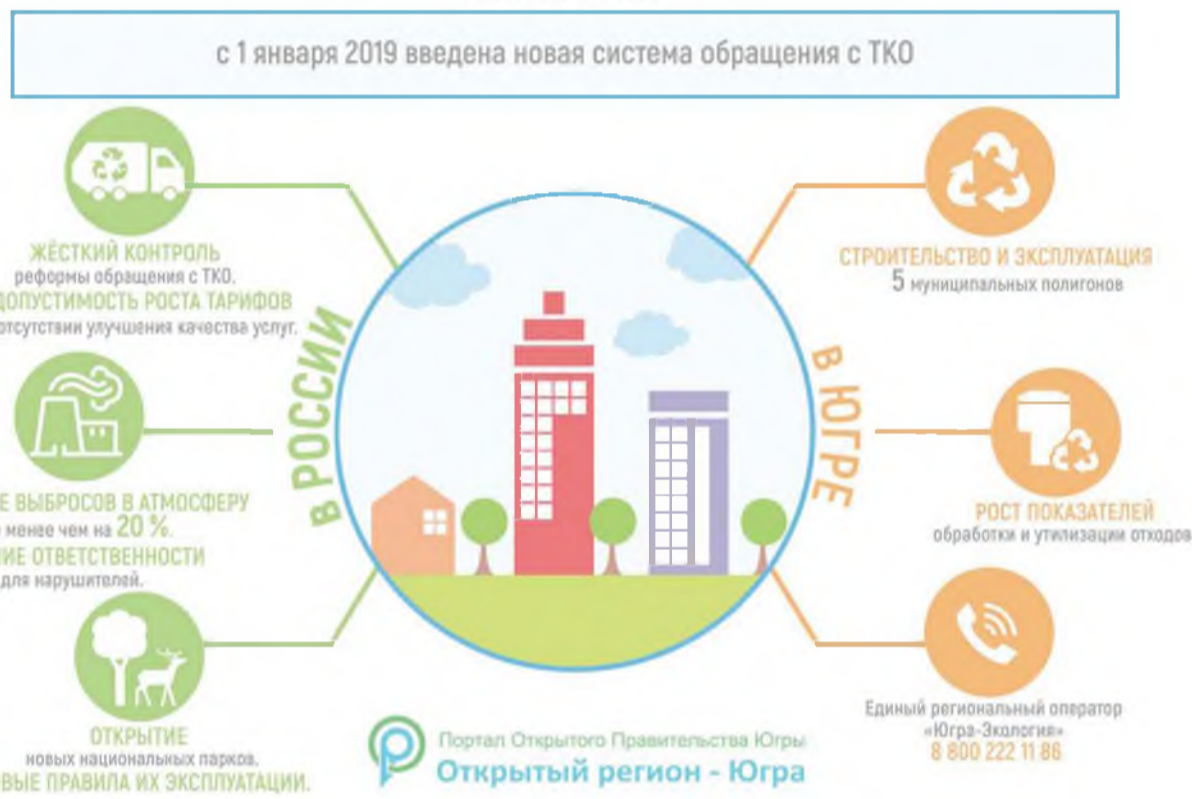 с 1 января 2019 введена новая система обращения с ТКО
ЖЁСТКИЙ КОНТРОЛЬ
реформы обращения с ТКО.
ДОПУСТИМОСТЬ РОСТА ТАРИФОВ
отсутствии улучшения качества услуг.
Е ВЫБРОСОВ В АТМОСФЕРУ
менее чем на 20 %.
НИЕ ОТВЕТСТВЕННОСТИ
для нарушителей.
ОТКРЫТИЕ
новых национальных парков.
ВЫЕ ПРАВИЛА ИХ ЭКСПЛУАТАЦИИ.
В РОССИИ
В ЮГРЕ
СТРОИТЕЛЬСТВО И ЭКСПЛУАТАЦИЯ
5 муниципальных полигонов
РОСТ ПОКАЗАТЕЛЕЙ
обработки и утилизации отходов
Единый региональный оператор
«Югра-Экология»
8 800 222 11 86
Портал Открытого Правительства Югры
Открытый регион - Югра